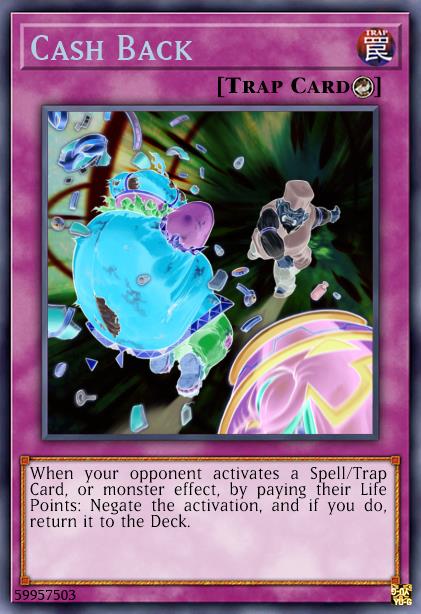 Cash Back
TRAP
罠
[Trap Card]
When your opponent activates a Spell/Trap
Card, or monster effect, by paying their Life
Points: Negate the activation, and if you do,
return it to the Deck.
59957503